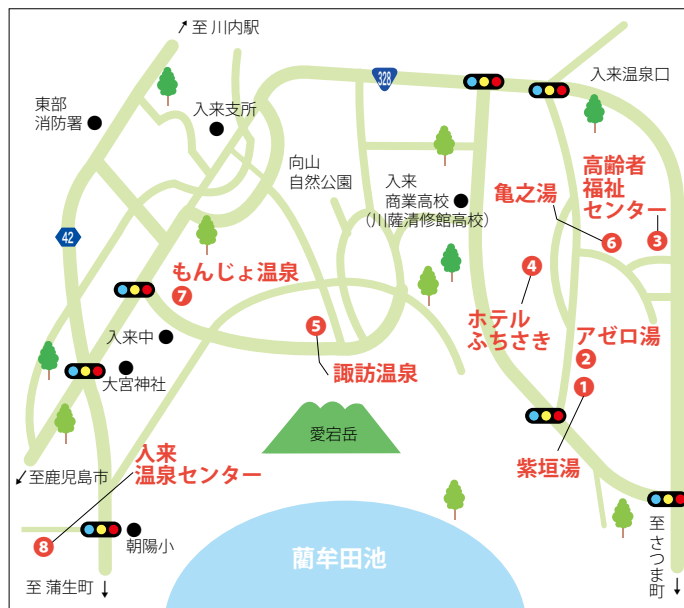 至 川内駅
328
入来温泉口
東部
消防署
入来支所
向山
自然公園
入来
商業高校
（川薩清修館高校）
亀之湯
高齢者
福祉
センター
6
3
42
もんじょ温泉
7
4
ホテル
ふちさき
5
入来中
諏訪温泉
アゼロ湯
2
1
大宮神社
紫垣湯
愛宕岳
至鹿児島市
入来
温泉センター
8
朝陽小
藺牟田池
至 さつま町
至 蒲生町